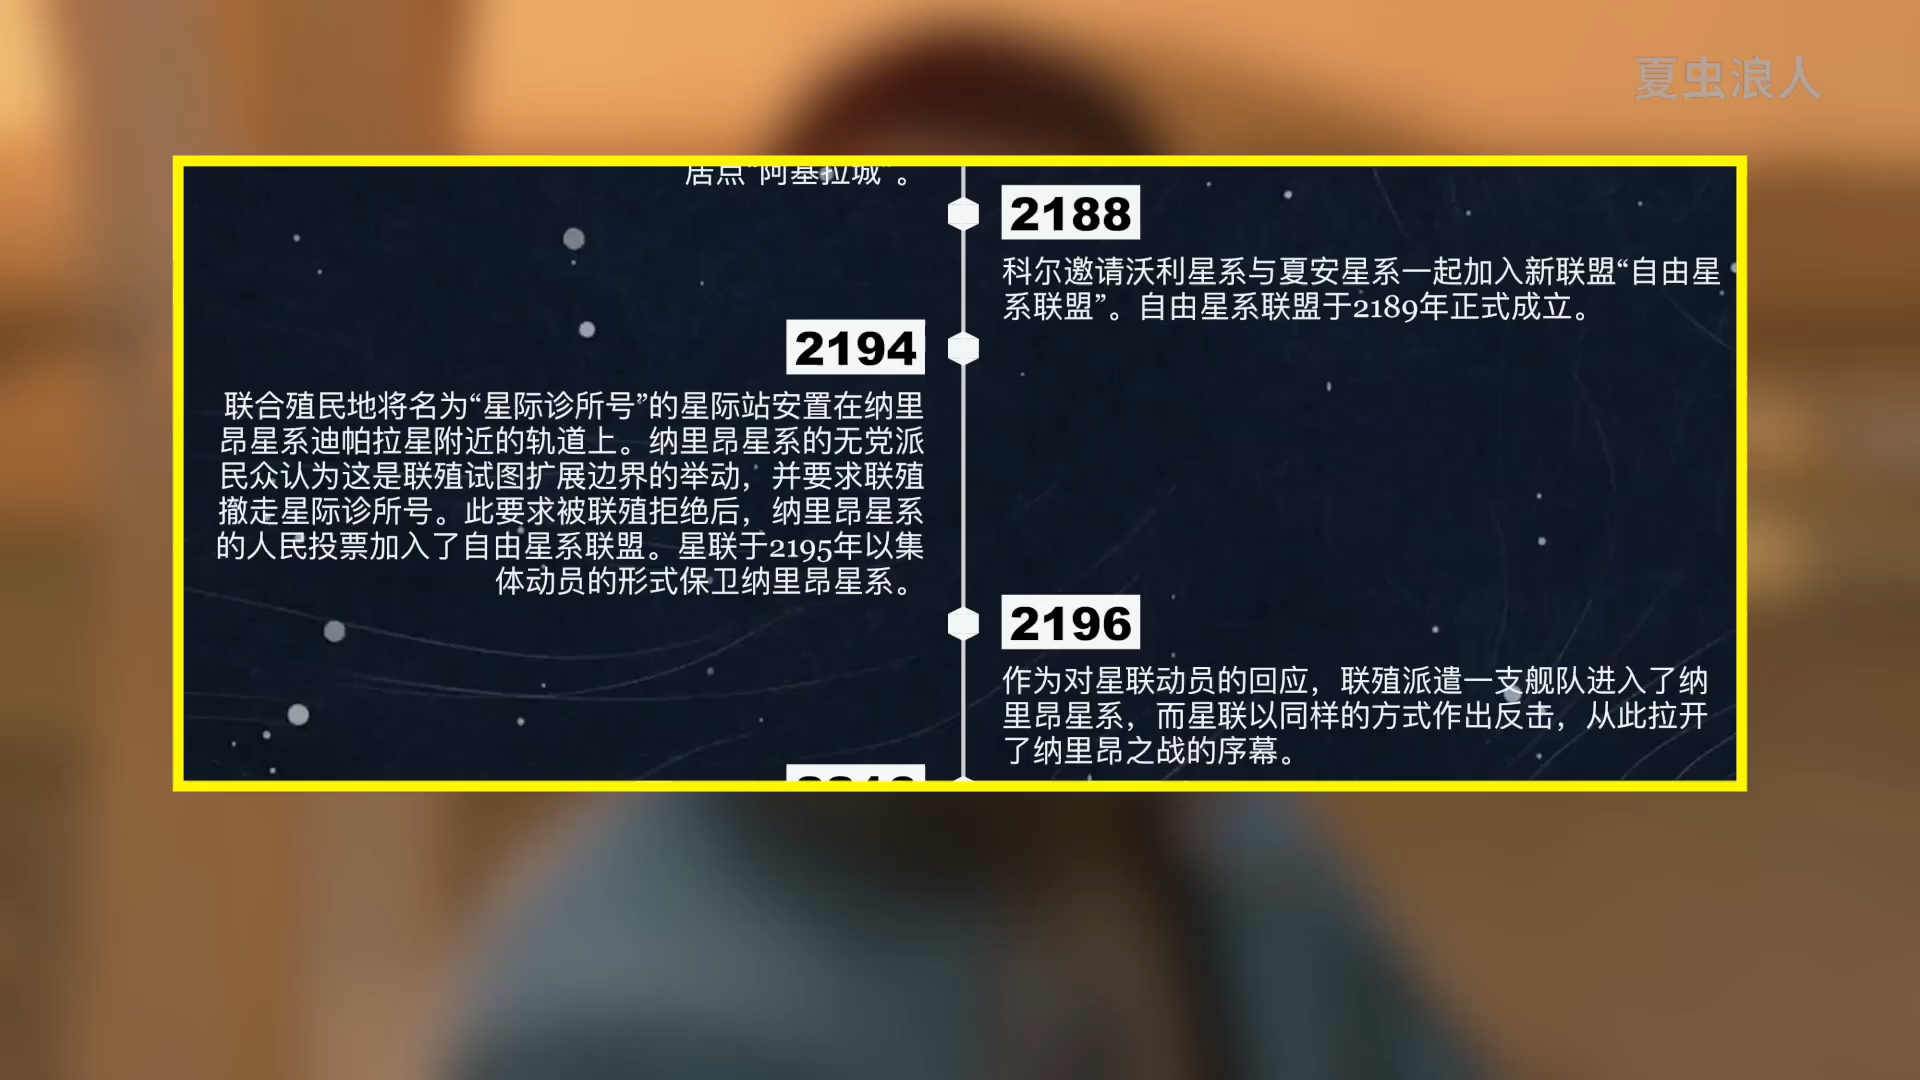 夏虫浪人
居点“阿基拉城”。
2188
科尔邀请沃利星系与夏安星系一起加入新联盟“自由星
系联盟”。自由星系联盟于2189年正式成立。
2194
联合殖民地将名为“星际诊所号”的星际站安置在纳里
昂星系迪帕拉星附近的轨道上。纳里昂星系的无党派
民众认为这是联殖试图扩展边界的举动，并要求联殖
撤走星际诊所号。此要求被联殖拒绝后，纳里昂星系
的人民投票加入了自由星系联盟。星联于2195年以集
体动员的形式保卫纳里昂星系。
2196
作为对星联动员的回应，联殖派遣一支舰队进入了纳
里昂星系，而星联以同样的方式作出反击，从此拉开
了纳里昂之战的序幕。